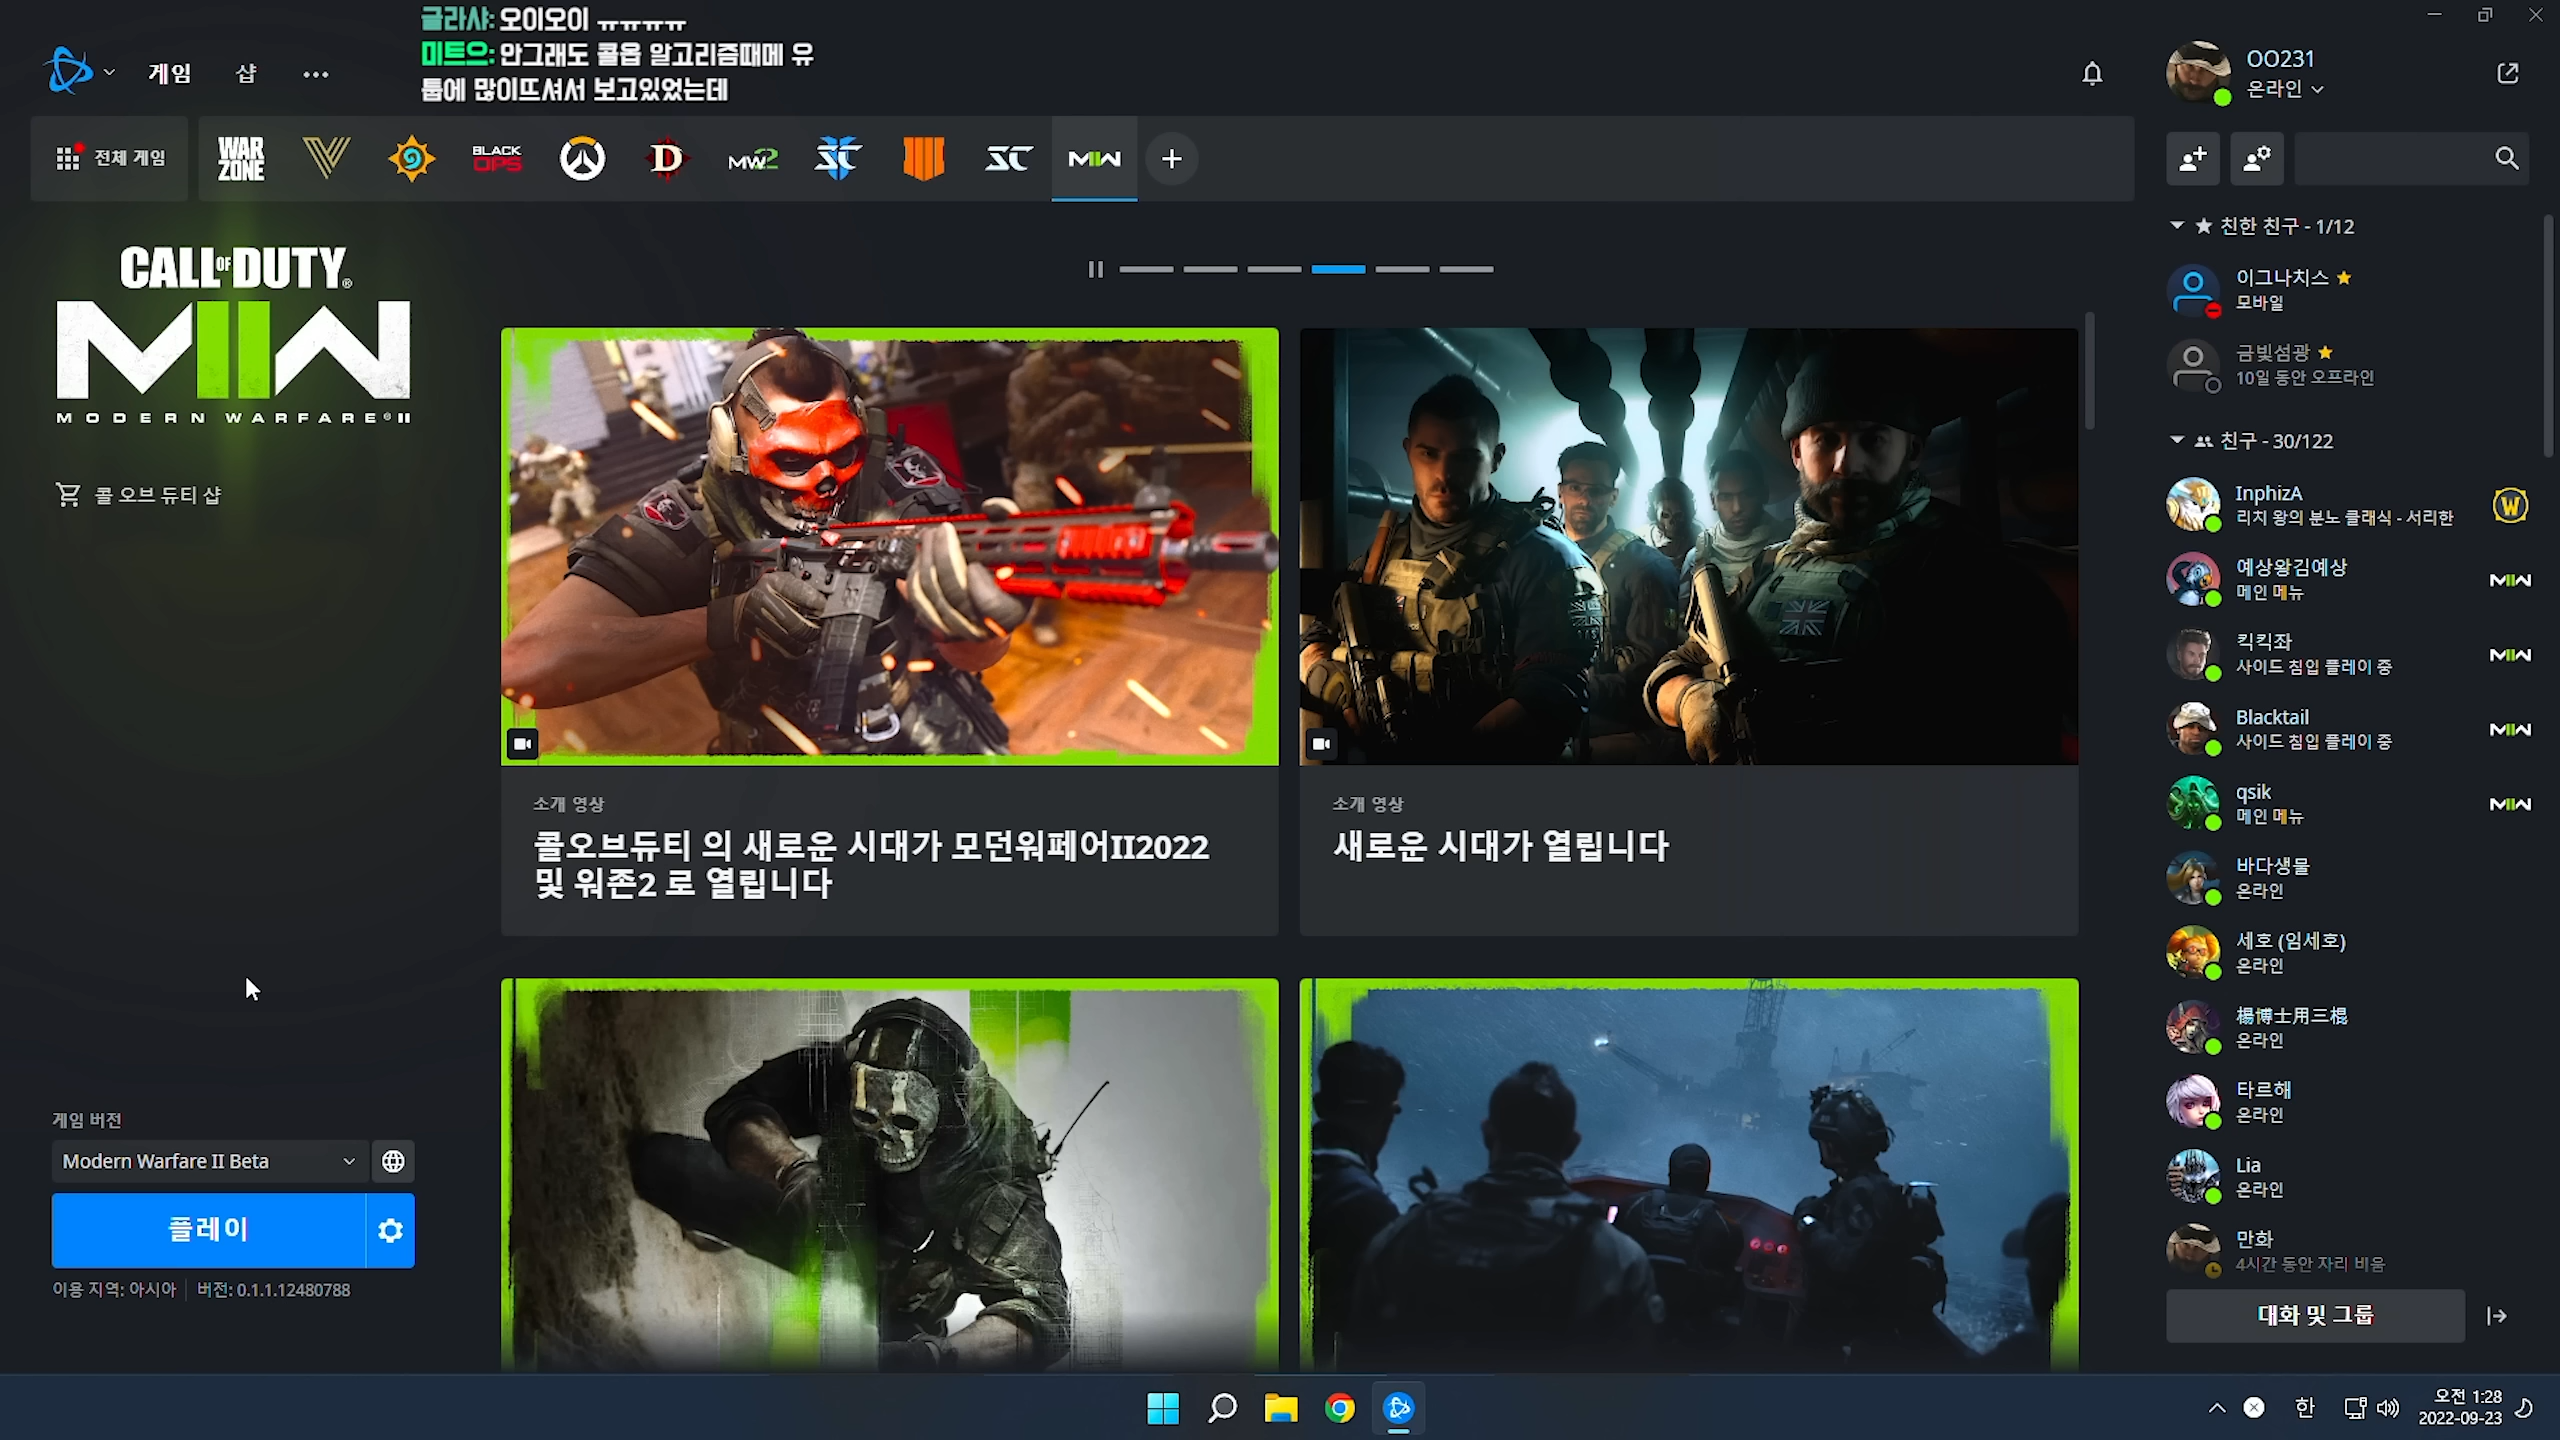 글라샤: 오이오이 ㅠㅠㅠㅠ
미트으: 안그래도 콜옵 알고리즘때메 유
튭에 많이뜨셔서 보고있었는데
게임
샵
OO231
온라인
전체 게임
WAR
ZONE
BLACK
OPS
D
MW2
SC
SC
MW
CALL OF DUTY®
MW
MODERN WARFARE® II
콜 오브 듀티 샵
소개 영상
콜오브듀티 의 새로운 시대가 모던워페어II2022
및 워존2 로 열립니다
소개 영상
새로운 시대가 열립니다
게임 버전
Modern Warfare II Beta
플레이
이용 지역: 아시아
버전: 0.1.1.12480788
친한 친구 - 1/12
이그나치스
모바일
금빛섬광
10일 동안 오프라인
친구 - 30/122
InphizA
리치 왕의 분노 클래식 - 서리한
W
예상왕김예상
메인 메뉴
MW
킥킥좌
사이드 침입 플레이 중
MW
Blacktail
사이드 침입 플레이 중
MW
qsik
메인 메뉴
MW
바다생물
온라인
세호 (임세호)
온라인
楊博士用三棍
온라인
타르해
온라인
Lia
온라인
만화
4시간 동안 자리 비움
대화 및 그룹
한
오전 1:28
2022-09-23